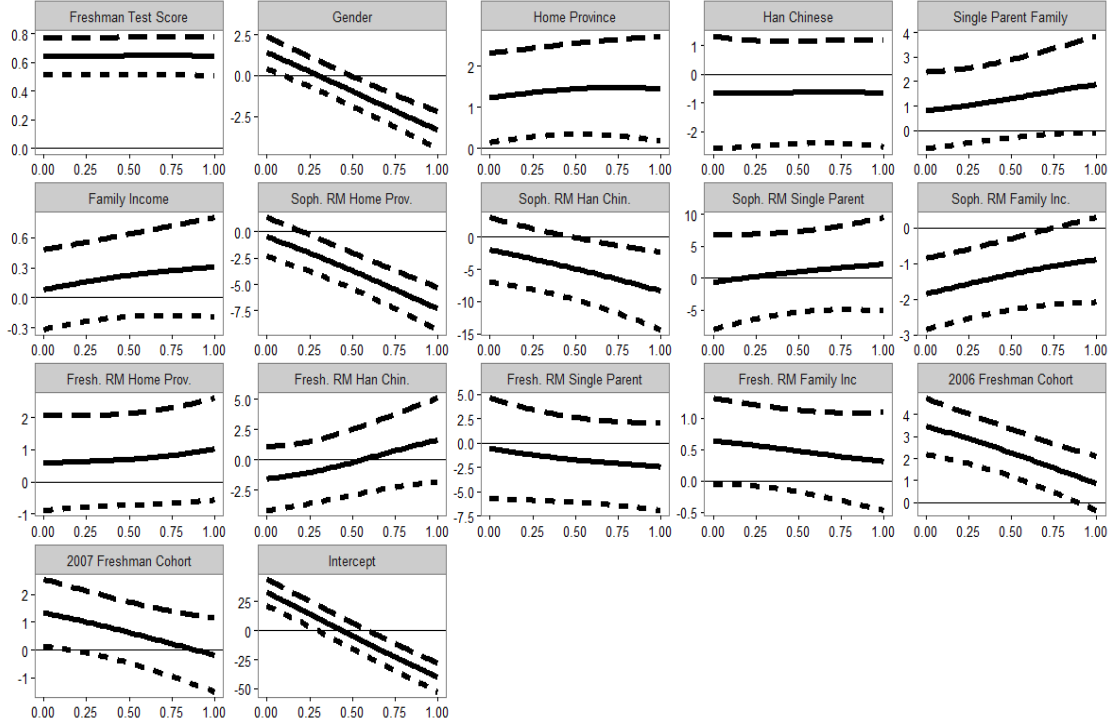 Freshman Test Score
0.8
0.6
0.4
0.2
0.0
0.00 0.25 0.50 0.75 1.00
Gender
2.5
0.0
-2.5
0.00 0.25 0.50 0.75 1.00
Home Province
2
1
0
0.00 0.25 0.50 0.75 1.00
Han Chinese
1
0
-1
-2
0.00 0.25 0.50 0.75 1.00
Single Parent Family
4
3
2
1
0
0.00 0.25 0.50 0.75 1.00
Family Income
0.6
0.3
0.0
-0.3
0.00 0.25 0.50 0.75 1.00
Soph. RM Home Prov.
0.0
-2.5
-5.0
-7.5
0.00 0.25 0.50 0.75 1.00
Soph. RM Han Chin.
0
-5
-10
-15
0.00 0.25 0.50 0.75 1.00
Soph. RM Single Parent
10
5
0
-5
0.00 0.25 0.50 0.75 1.00
Soph. RM Family Inc.
0
-1
-2
-3
0.00 0.25 0.50 0.75 1.00
Fresh. RM Home Prov.
2
1
0
-1
0.00 0.25 0.50 0.75 1.00
Fresh. RM Han Chin.
5.0
2.5
0.0
-2.5
0.00 0.25 0.50 0.75 1.00
Fresh. RM Single Parent
5.0
2.5
0.0
-2.5
-5.0
-7.5
0.00 0.25 0.50 0.75 1.00
Fresh. RM Family Inc
1.0
0.5
0.0
-0.5
0.00 0.25 0.50 0.75 1.00
2006 Freshman Cohort
4
3
2
1
0
0.00 0.25 0.50 0.75 1.00
2007 Freshman Cohort
2
1
0
-1
0.00 0.25 0.50 0.75 1.00
Intercept
25
0
-25
-50
0.00 0.25 0.50 0.75 1.00